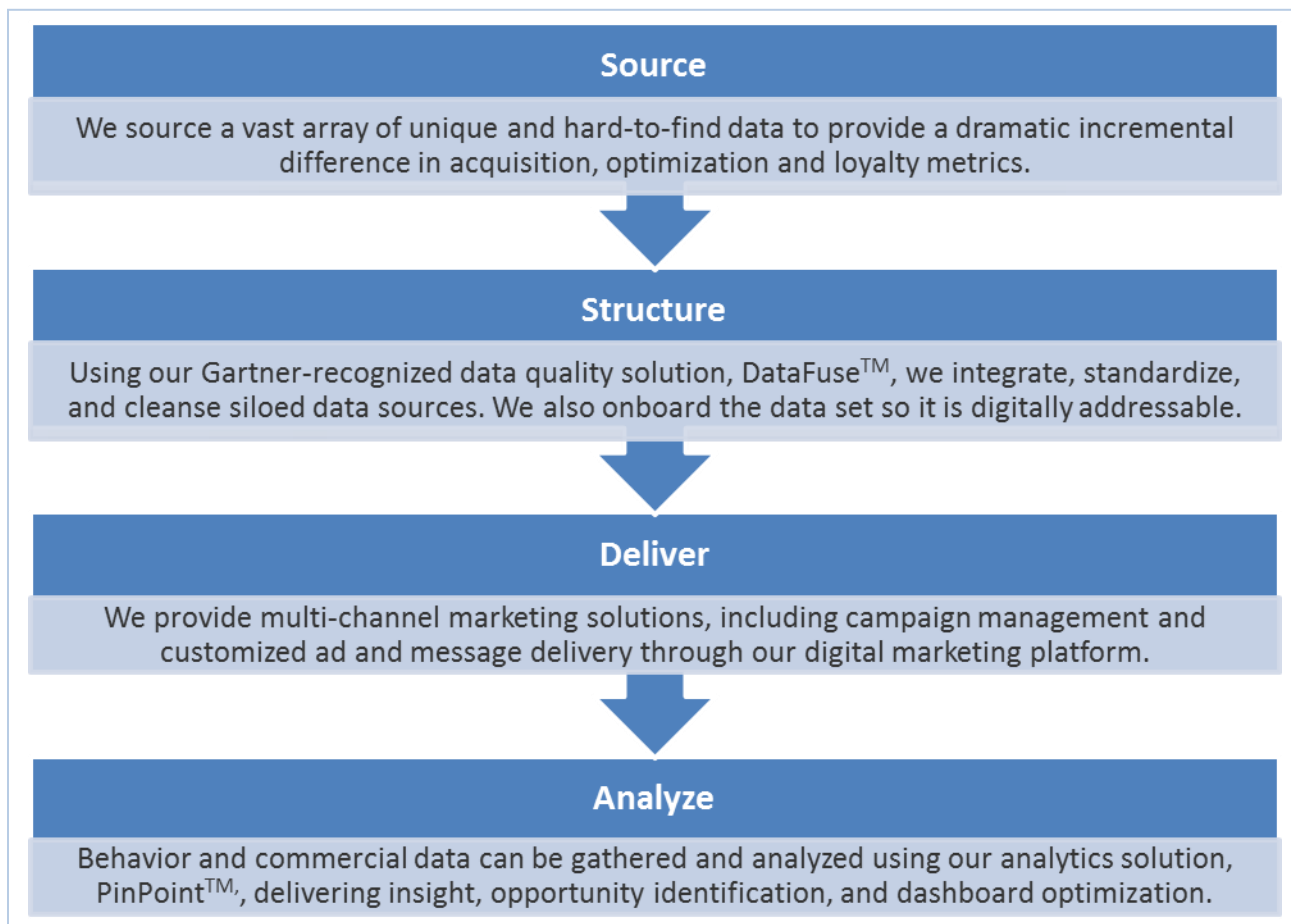 Source
We source a vast array of unique and hard-to-find data to provide a dramatic incremental
difference in acquisition, optimization and loyalty metrics.
Structure
Using our Gartner-recognized data quality solution, DataFuse™, we integrate, standardize,
and cleanse siloed data sources. We also onboard the data set so it is digitally addressable.
Deliver
We provide multi-channel marketing solutions, including campaign management and
customized ad and message delivery through our digital marketing platform.
Analyze
Behavior and commercial data can be gathered and analyzed using our analytics solution,
PinPoint™, delivering insight, opportunity identification, and dashboard optimization.